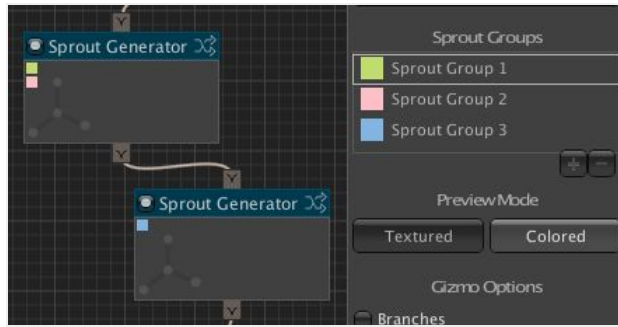 Sprout Generator
Sprout Generator
Sprout Groups
Sprout Group 1
Sprout Group 2
Sprout Group 3
Preview Mode
Textured Colored
Gizmo Options
Branches